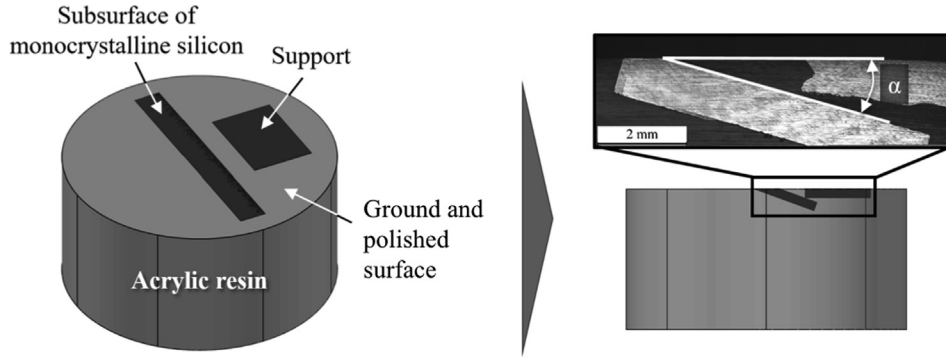 Subsurface of
monocrystalline silicon
Support
Ground and
polished
surface
Acrylic resin
α
2 mm